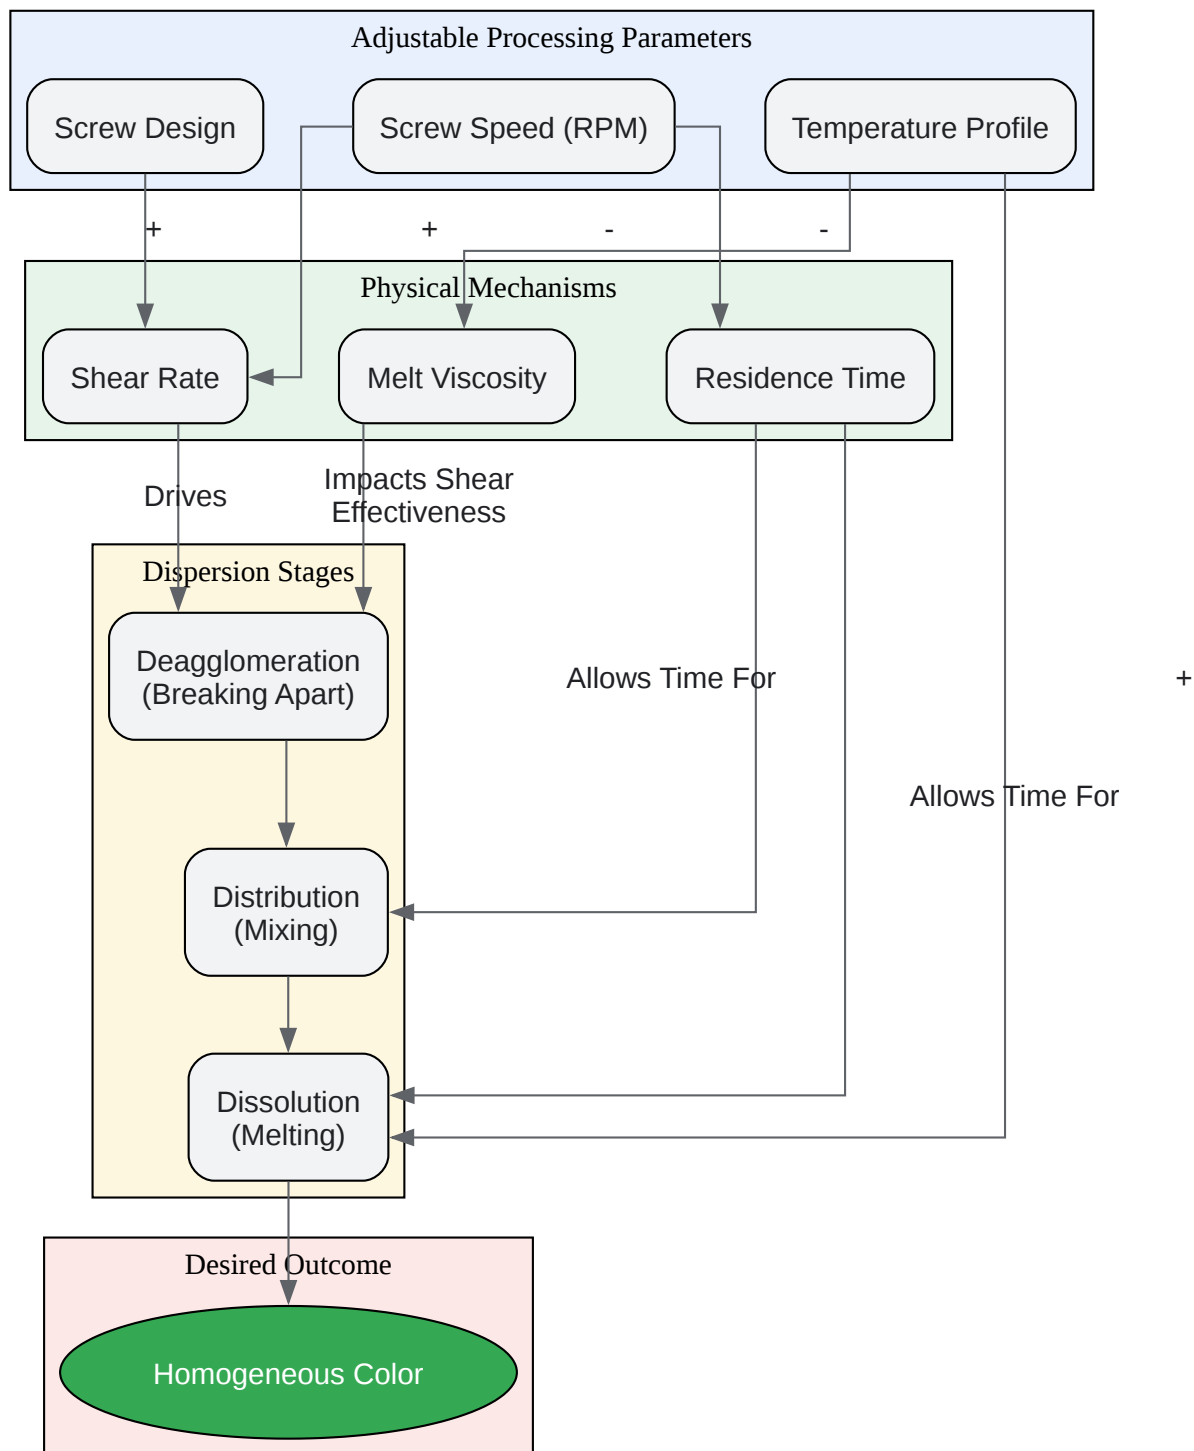 Adjustable Processing Parameters
Screw Design
Screw Speed (RPM)
Temperature Profile
+
+
-
-
Physical Mechanisms
Shear Rate
Melt Viscosity
Residence Time
Drives
Impacts Shear
Effectiveness
Dispersion Stages
Deagglomeration
(Breaking Apart)
Allows Time For
+
Allows Time For
Distribution
(Mixing)
Dissolution
(Melting)
Desired Outcome
Homogeneous Color